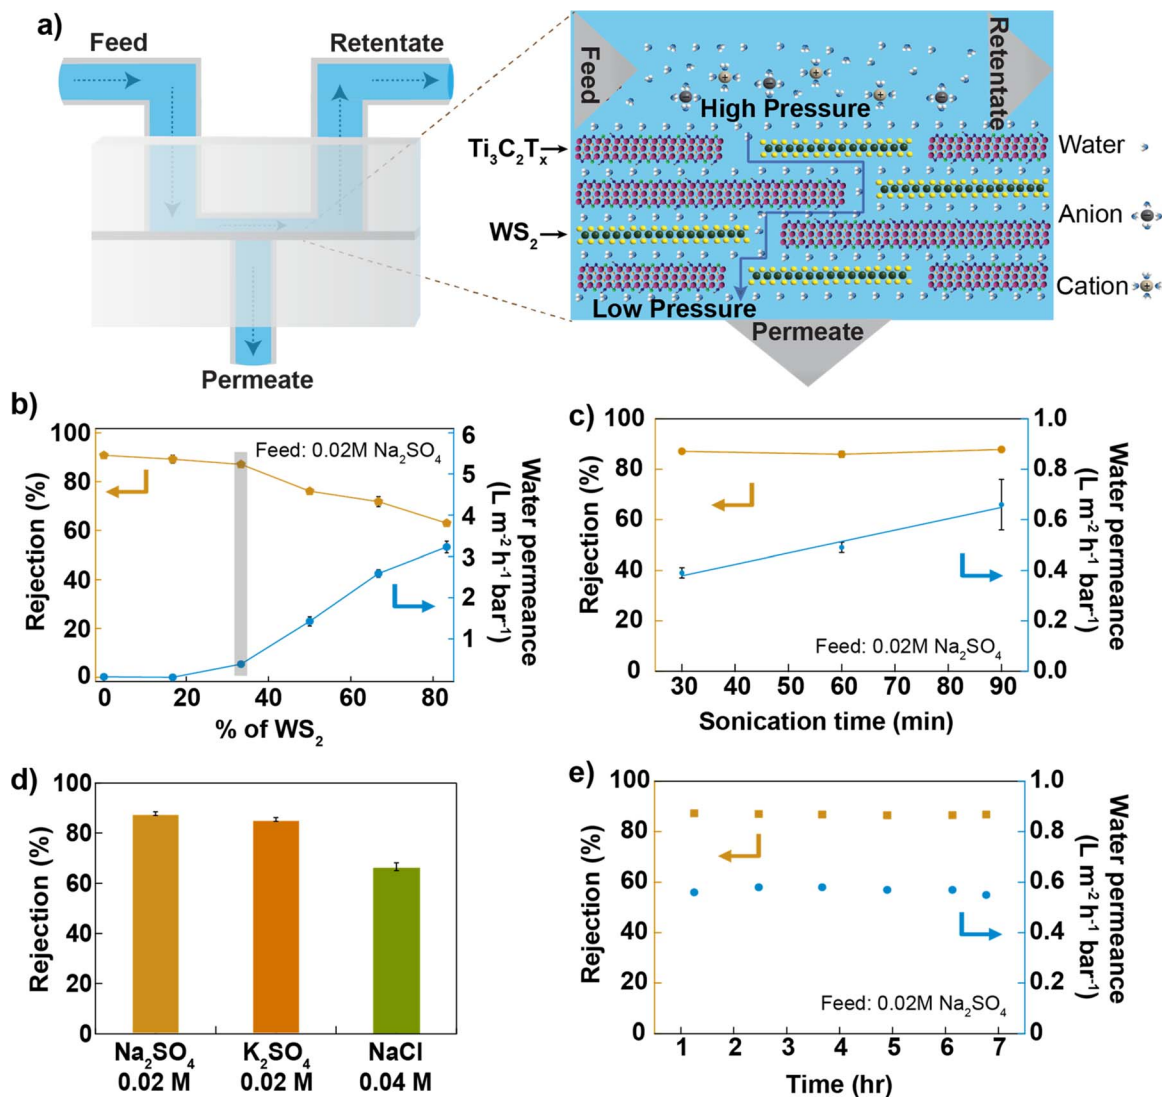 a)
Feed
Retentate
Permeate
Feed
Retentate
High Pressure
Ti₃C₂Tₓ
WS₂
Low Pressure
Permeate
Water
Anion
Cation
b)
Feed: 0.02M Na₂SO₄
Rejection (%)
100
80
60
40
20
0
0 20 40 60 80
% of WS₂
6
5
4
3
2
1
Water permeance
(L m⁻² h⁻¹ bar⁻¹)
c)
Rejection (%)
100
80
60
40
20
0
30 40 50 60 70 80 90
Sonication time (min)
1.0
0.8
0.6
0.4
0.2
0.0
Water permeance
(L m⁻² h⁻¹ bar⁻¹)
Feed: 0.02M Na₂SO₄
d)
Rejection (%)
100
80
60
40
20
0
Na₂SO₄ K₂SO₄ NaCl
0.02 M 0.02 M 0.04 M
e)
Rejection (%)
100
80
60
40
20
0
1 2 3 4 5 6 7
Time (hr)
1.0
0.8
0.6
0.4
0.2
0
Water permeance
(L m⁻² h⁻¹ bar⁻¹)
Feed: 0.02M Na₂SO₄